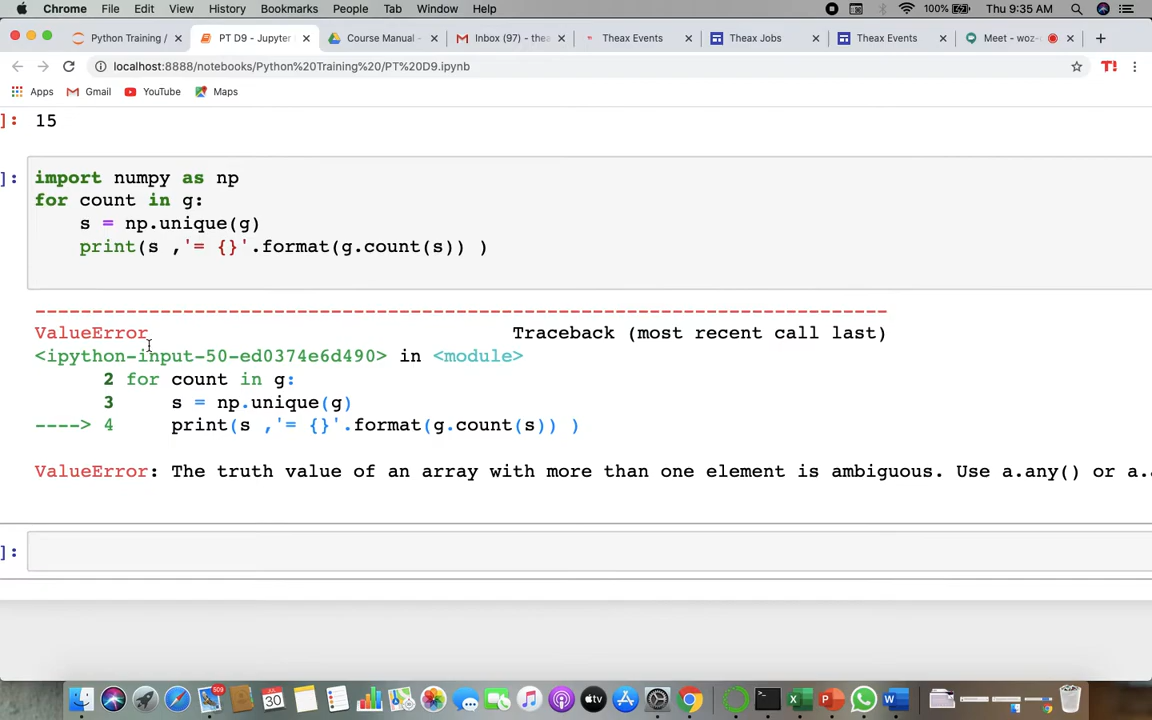 Chrome File Edit View History Bookmarks People Tab Window Help 100% Thu 9:35 AM
Python Training / PT D9 - Jupyter Course Manual - Inbox (97) - thea Theax Events Theax Jobs Theax Events Meet - woz-
localhost:8888/notebooks/Python%20Training%20/PT%20D9.ipynb T!
Apps Gmail YouTube Maps
]: 15
]: import numpy as np
for count in g:
s = np.unique(g)
print(s ,'= {}'.format(g.count(s)) )
---------------------------------------------------------------------------
ValueError Traceback (most recent call last)
<ipython-input-50-ed0374e6d490> in <module>
2 for count in g:
3 s = np.unique(g)
----> 4 print(s ,'= {}'.format(g.count(s)) )
ValueError: The truth value of an array with more than one element is ambiguous. Use a.any() or a.
]:
509
30
tv